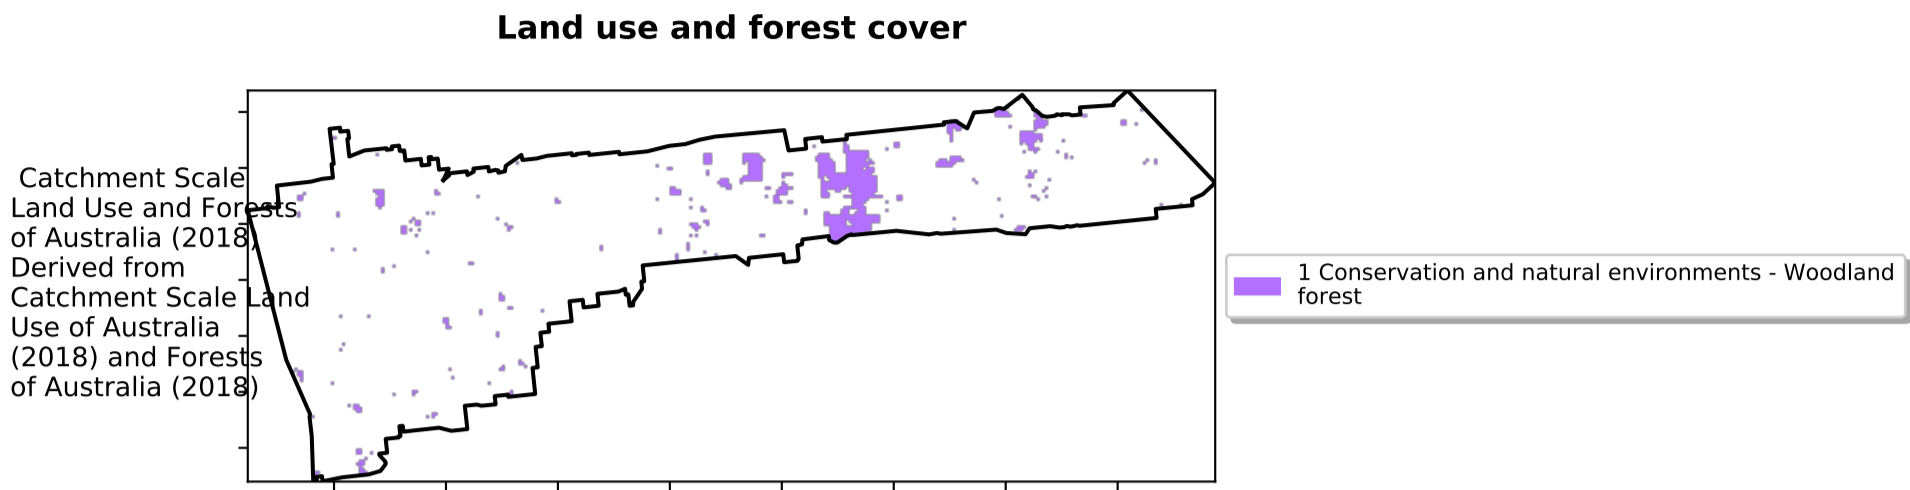 Land use and forest cover
Catchment Scale
Land Use and Forests
of Australia (2018)
Derived from
Catchment Scale Land
Use of Australia
(2018) and Forests
of Australia (2018)
1 Conservation and natural environments - Woodland
forest